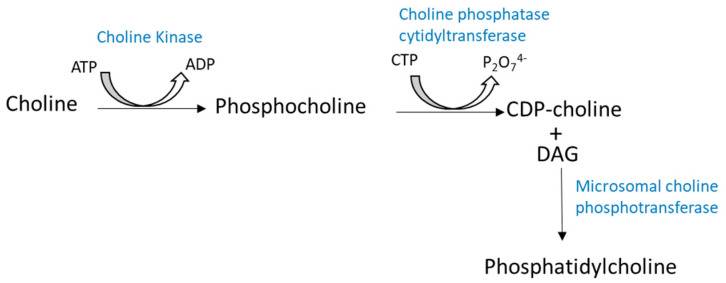 Choline Kinase
ATP
ADP
Choline
Phosphocholine
Choline phosphatase
cytidyltransferase
CTP
P₂O₇⁴⁻
CDP-choline
+
DAG
Microsomal choline
phosphotransferase
Phosphatidylcholine